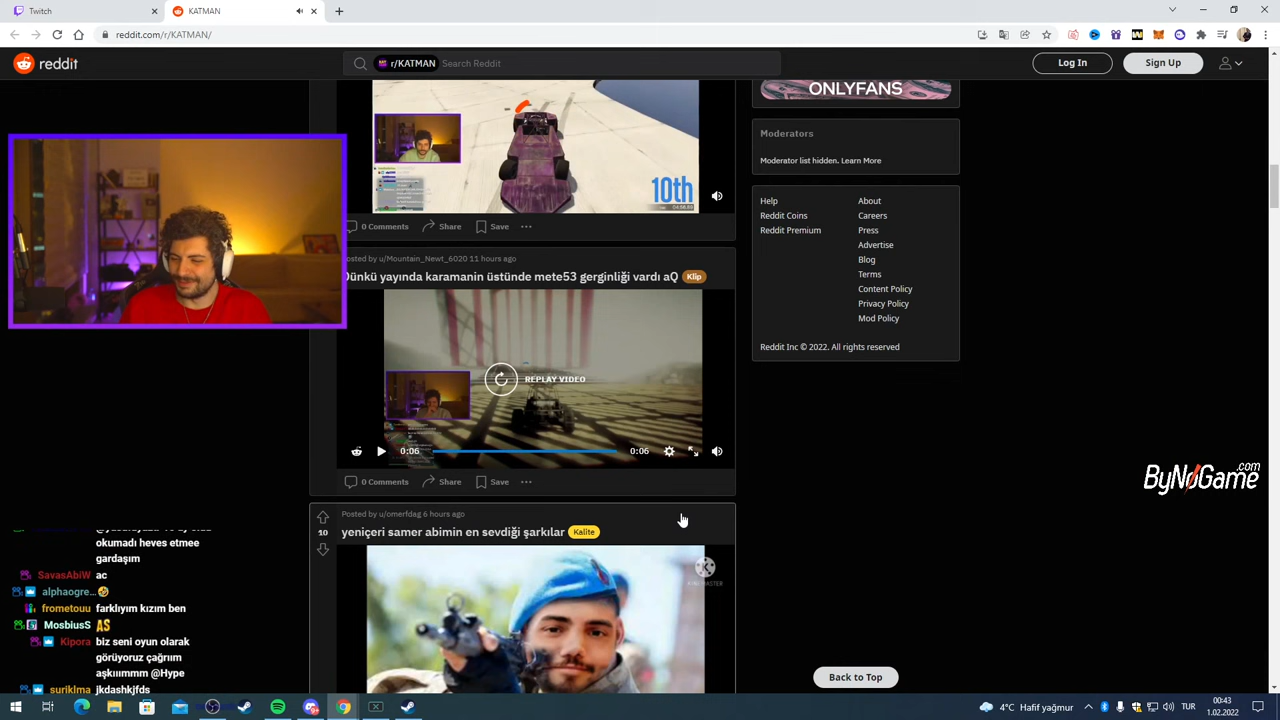 Twitch
KATMAN
reddit.com/r/KATMAN/
reddit
r/KATMAN
Search Reddit
Log In
Sign Up
ONLYFANS
10th
0 Comments
Share
Save
Moderators
Moderator list hidden. Learn More
Help
About
Reddit Coins
Careers
Reddit Premium
Press
Advertise
Blog
Terms
Content Policy
Privacy Policy
Mod Policy
Reddit Inc © 2022. All rights reserved
Posted by u/Mountain_Newt_6020 11 hours ago
Dünkü yayında karamanin üstünde mete53 gerginliği vardı aQ
Klip
REPLAY VIDEO
0:06
0:06
0 Comments
Share
Save
Posted by u/omerfdag 6 hours ago
10
yeniçeri samer abimin en sevdiği şarkılar
Kalite
KINEMASTER
ByNoGame.com
okumadı heves etmee
gardaşım
SavasAbiW ac
alphaogre...
frometouu farklıyım kızım ben
MosbiusS AS
Kipora biz seni oyun olarak
görüyoruz çağrıım
aşkııımmm @Hype
suriklma jkdashkjfds
Back to Top
4°C Hafif yağmur
TUR
00:43
1.02.2022